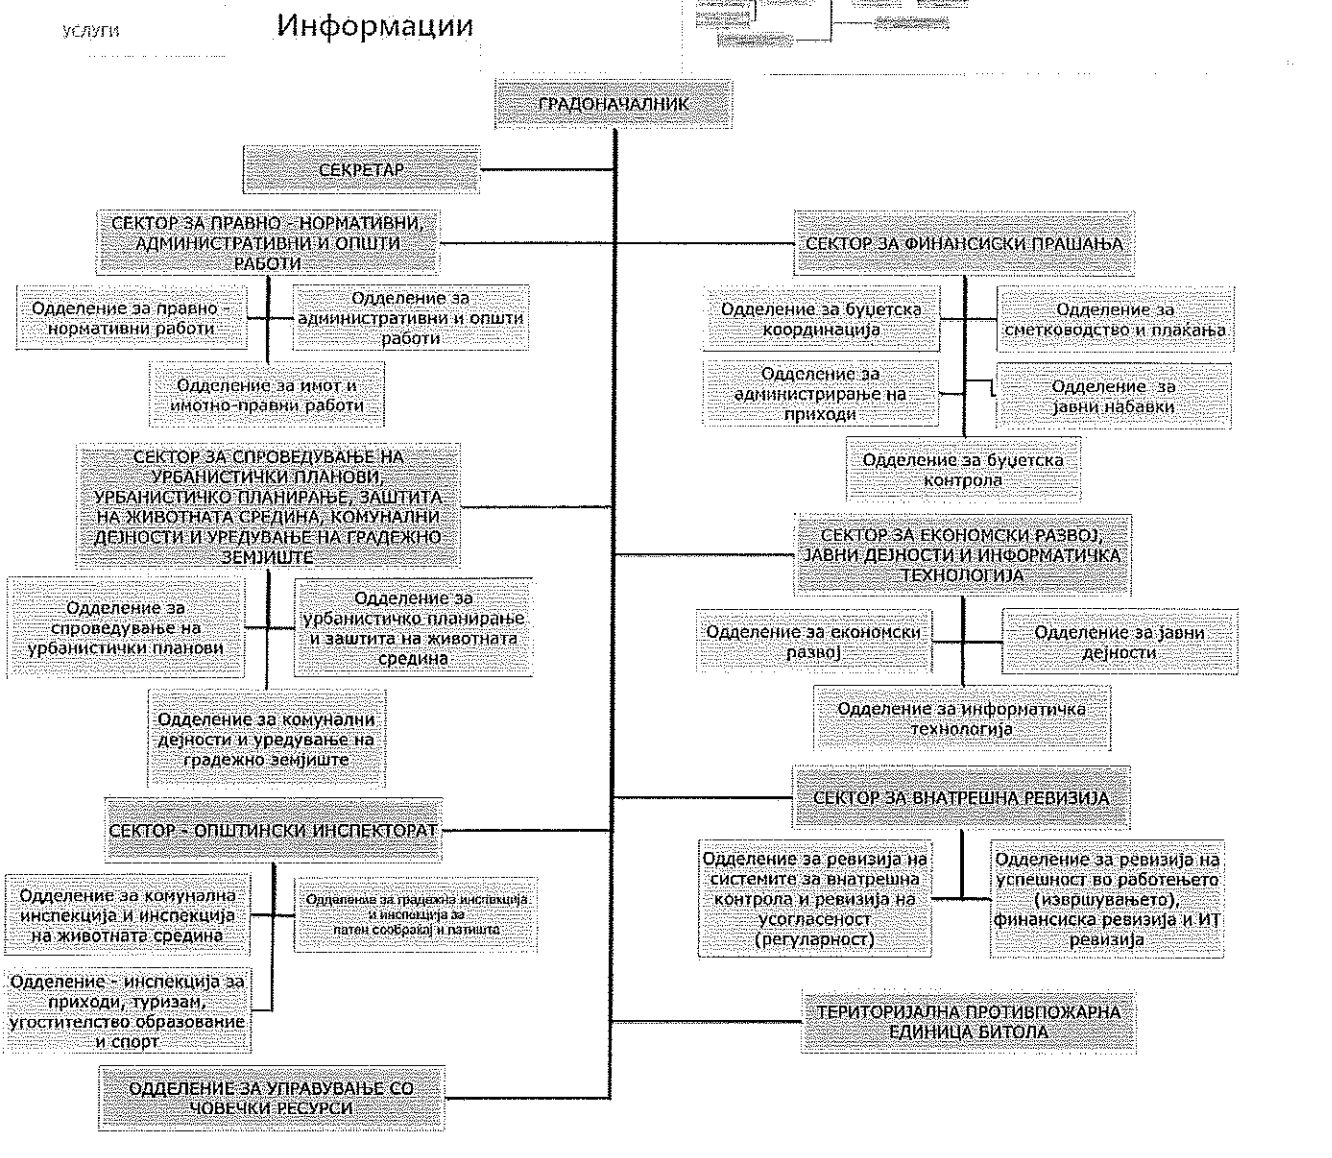 УСЛУГИ
Информации
ГРАДОНАЧАЛНИК
СЕКРЕТАР
СЕКТОР ЗА ПРАВНО - НОРМАТИВНИ,
АДМИНИСТРАТИВНИ И ОПШТИ
РАБОТИ
Одделение за правно -
нормативни работи
Одделение за
административни и општи
работи
Одделение за имот и
имотно-правни работи
СЕКТОР ЗА ФИНАНСИСКИ ПРАШАЊА
Одделение за буџетска
координација
Одделение за
сметководство и плаќања
Одделение за
администрирање на
приходи
Одделение за
јавни набавки
Одделение за буџетска
контрола
СЕКТОР ЗА СПРОВЕДУВАЊЕ НА
УРБАНИСТИЧКИ ПЛАНОВИ,
УРБАНИСТИЧКО ПЛАНИРАЊЕ, ЗАШТИТА
НА ЖИВОТНАТА СРЕДИНА, КОМУНАЛНИ
ДЕЈНОСТИ И УРЕДУВАЊЕ НА ГРАДЕЖНО
ЗЕМЈИШТЕ
Одделение за
спроведување на
урбанистички планови
Одделение за
урбанистичко планирање
и заштита на животната
средина
Одделение за комунални
дејности и уредување на
градежно земјиште
СЕКТОР ЗА ЕКОНОМСКИ РАЗВОЈ,
ЈАВНИ ДЕЈНОСТИ И ИНФОРМАТИЧКА
ТЕХНОЛОГИЈА
Одделение за економски
развој
Одделение за јавни
дејности
Одделение за информатичка
технологија
СЕКТОР - ОПШТИНСКИ ИНСПЕКТОРАТ
Одделение за комунална
инспекција и инспекција
на животната средина
Одделение за градежна инспекција
и инспекција за
патен сообраќај и патишта
Одделение - инспекција за
приходи, туризам,
угостителство образование
и спорт
СЕКТОР ЗА ВНАТРЕШНА РЕВИЗИЈА
Одделение за ревизија на
системите за внатрешна
контрола и ревизија на
усогласеност
(регуларност)
Одделение за ревизија на
успешност во работењето
(извршувањето),
финансиска ревизија и ИТ
ревизија
ТЕРИТОРИЈАЛНА ПРОТИВПОЖАРНА
ЕДИНИЦА БИТОЛА
ОДДЕЛЕНИЕ ЗА УПРАВУВАЊЕ СО
ЧОВЕЧКИ РЕСУРСИ